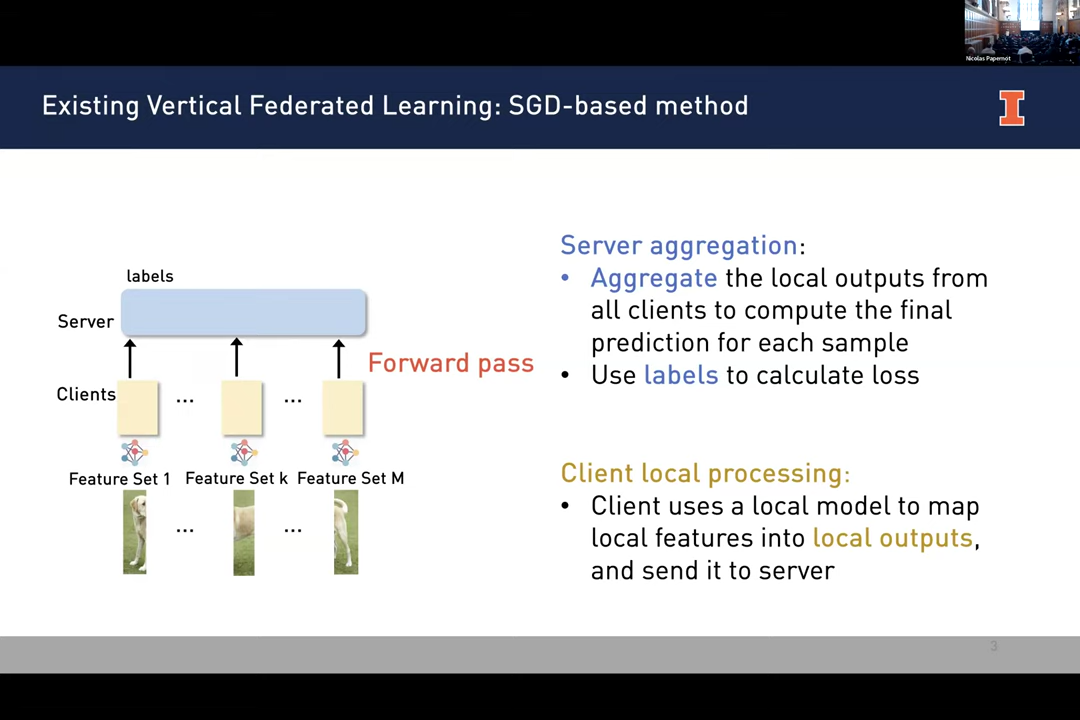 Nicolas Papernot
Existing Vertical Federated Learning: SGD-based method
I
labels
Server
Forward pass
Clients
...
...
Feature Set 1
Feature Set k
Feature Set M
...
...
Server aggregation:
• Aggregate the local outputs from
all clients to compute the final
prediction for each sample
• Use labels to calculate loss
Client local processing:
• Client uses a local model to map
local features into local outputs,
and send it to server
3